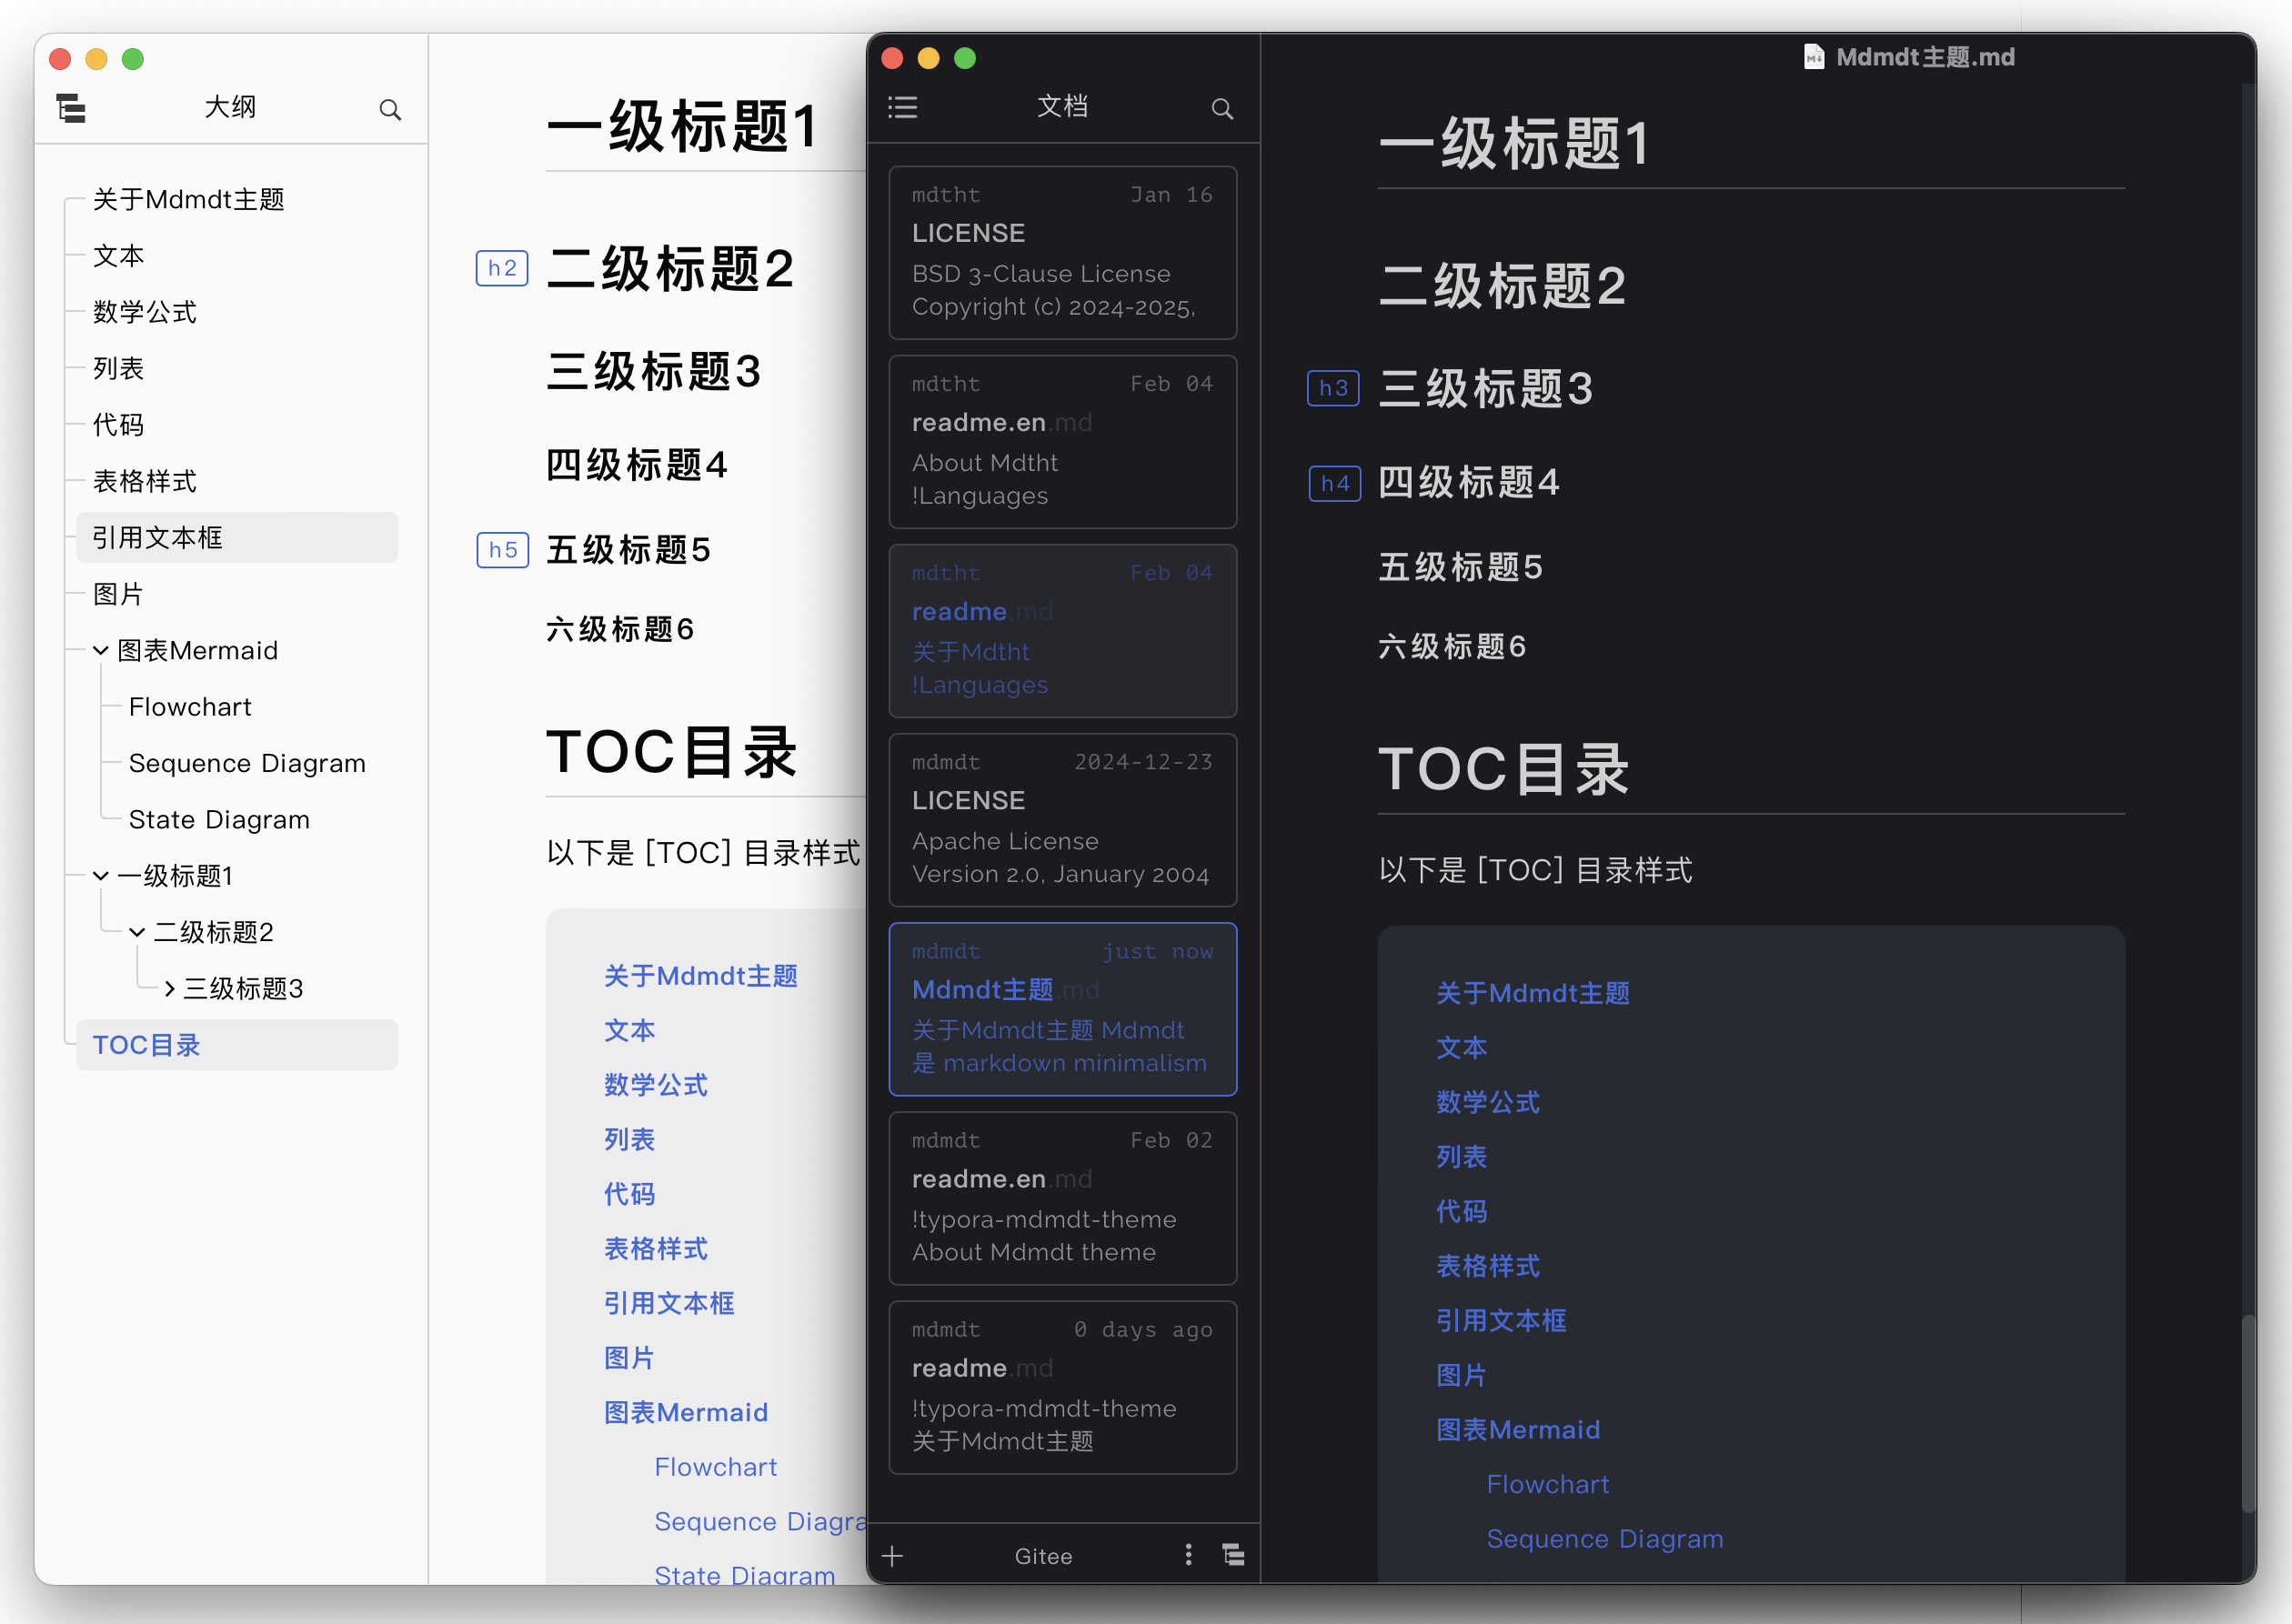 大纲
关于Mdmdt主题
文本
数学公式
列表
代码
表格样式
引用文本框
图片
图表Mermaid
Flowchart
Sequence Diagram
State Diagram
一级标题1
二级标题2
三级标题3
TOC目录
一级标题1
h2 二级标题2
三级标题3
四级标题4
h5 五级标题5
六级标题6
TOC目录
以下是 [TOC] 目录样式
关于Mdmdt主题
文本
数学公式
列表
代码
表格样式
引用文本框
图片
图表Mermaid
Flowchart
Sequence Diagra
State Diagram
文档
mdtht Jan 16
LICENSE
BSD 3-Clause License
Copyright (c) 2024-2025,
mdtht Feb 04
readme.en.md
About Mdtht
!Languages
mdtht Feb 04
readme.md
关于Mdtht
!Languages
mdmdt 2024-12-23
LICENSE
Apache License
Version 2.0, January 2004
mdmdt just now
Mdmdt主题.md
关于Mdmdt主题 Mdmdt
是 markdown minimalism
mdmdt Feb 02
readme.en.md
!typora-mdmdt-theme
About Mdmdt theme
mdmdt 0 days ago
readme.md
!typora-mdmdt-theme
关于Mdmdt主题
Gitee
Mdmdt主题.md
一级标题1
二级标题2
h3 三级标题3
h4 四级标题4
五级标题5
六级标题6
TOC目录
以下是 [TOC] 目录样式
关于Mdmdt主题
文本
数学公式
列表
代码
表格样式
引用文本框
图片
图表Mermaid
Flowchart
Sequence Diagram